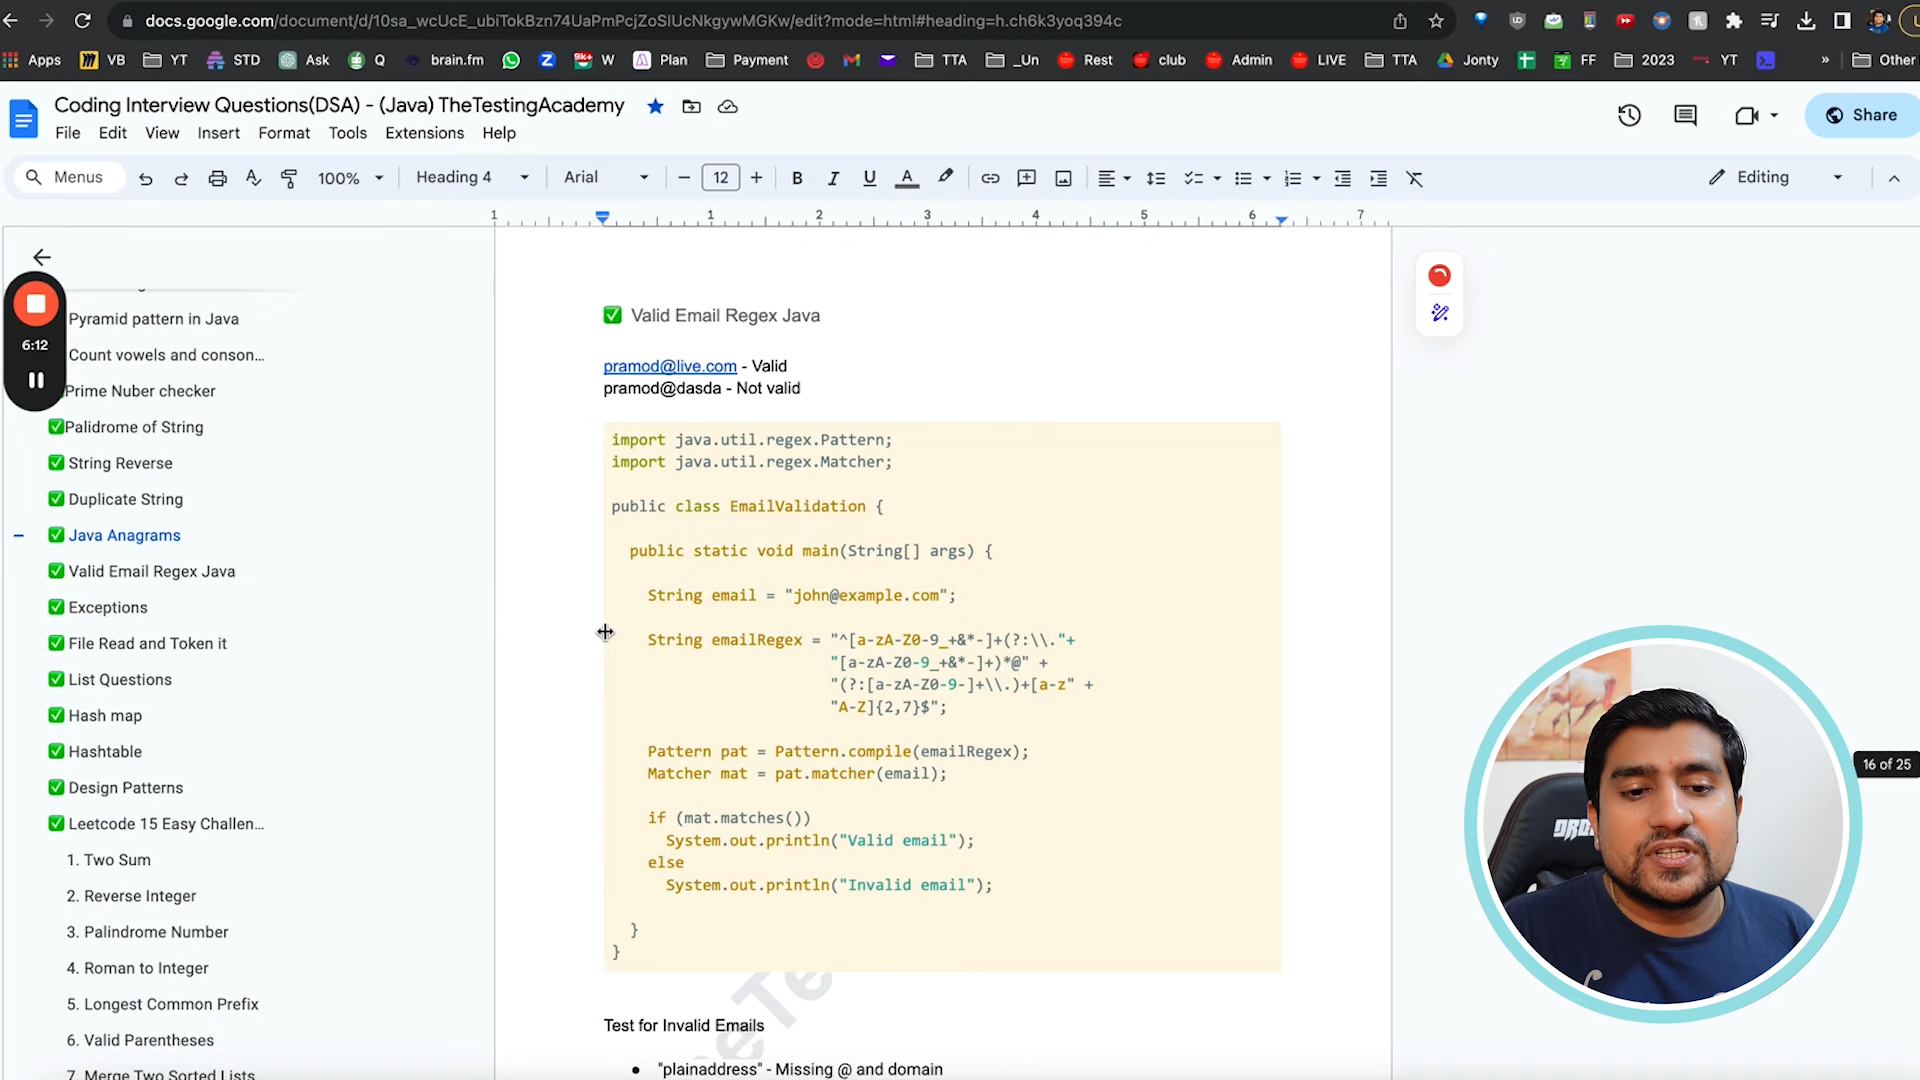 docs.google.com/document/d/10sa_wcUcE_ubiTokBzn74UaPmPcjZoSlUcNkgywMGKw/edit?mode=html#heading=h.ch6k3yoq394c
Apps VB YT STD Ask Q brain.fm W Plan Payment TTA _Un Rest club Admin LIVE TTA Jonty FF 2023 YT » Other
Coding Interview Questions(DSA) - (Java) TheTestingAcademy
Share
File Edit View Insert Format Tools Extensions Help
Menus 100% Heading 4 Arial 12 B I U A Editing
1 1 2 3 4 5 6 7
6:12
Pyramid pattern in Java
Count vowels and conson...
Prime Nuber checker
Palidrome of String
String Reverse
Duplicate String
Java Anagrams
Valid Email Regex Java
Exceptions
File Read and Token it
List Questions
Hash map
Hashtable
Design Patterns
Leetcode 15 Easy Challen...
1. Two Sum
2. Reverse Integer
3. Palindrome Number
4. Roman to Integer
5. Longest Common Prefix
6. Valid Parentheses
7. Merge Two Sorted Lists
Valid Email Regex Java
pramod@live.com - Valid
pramod@dasda - Not valid
import java.util.regex.Pattern;
import java.util.regex.Matcher;
public class EmailValidation {
public static void main(String[] args) {
String email = "john@example.com";
String emailRegex = "^[a-zA-Z0-9_+&*-]+(?:\\."+
"[a-zA-Z0-9_+&*-]+)*@" +
"(?:[a-zA-Z0-9-]+\\.)+[a-z" +
"A-Z]{2,7}$";
Pattern pat = Pattern.compile(emailRegex);
Matcher mat = pat.matcher(email);
if (mat.matches())
System.out.println("Valid email");
else
System.out.println("Invalid email");
}
}
Test for Invalid Emails
● "plainaddress" - Missing @ and domain
16 of 25